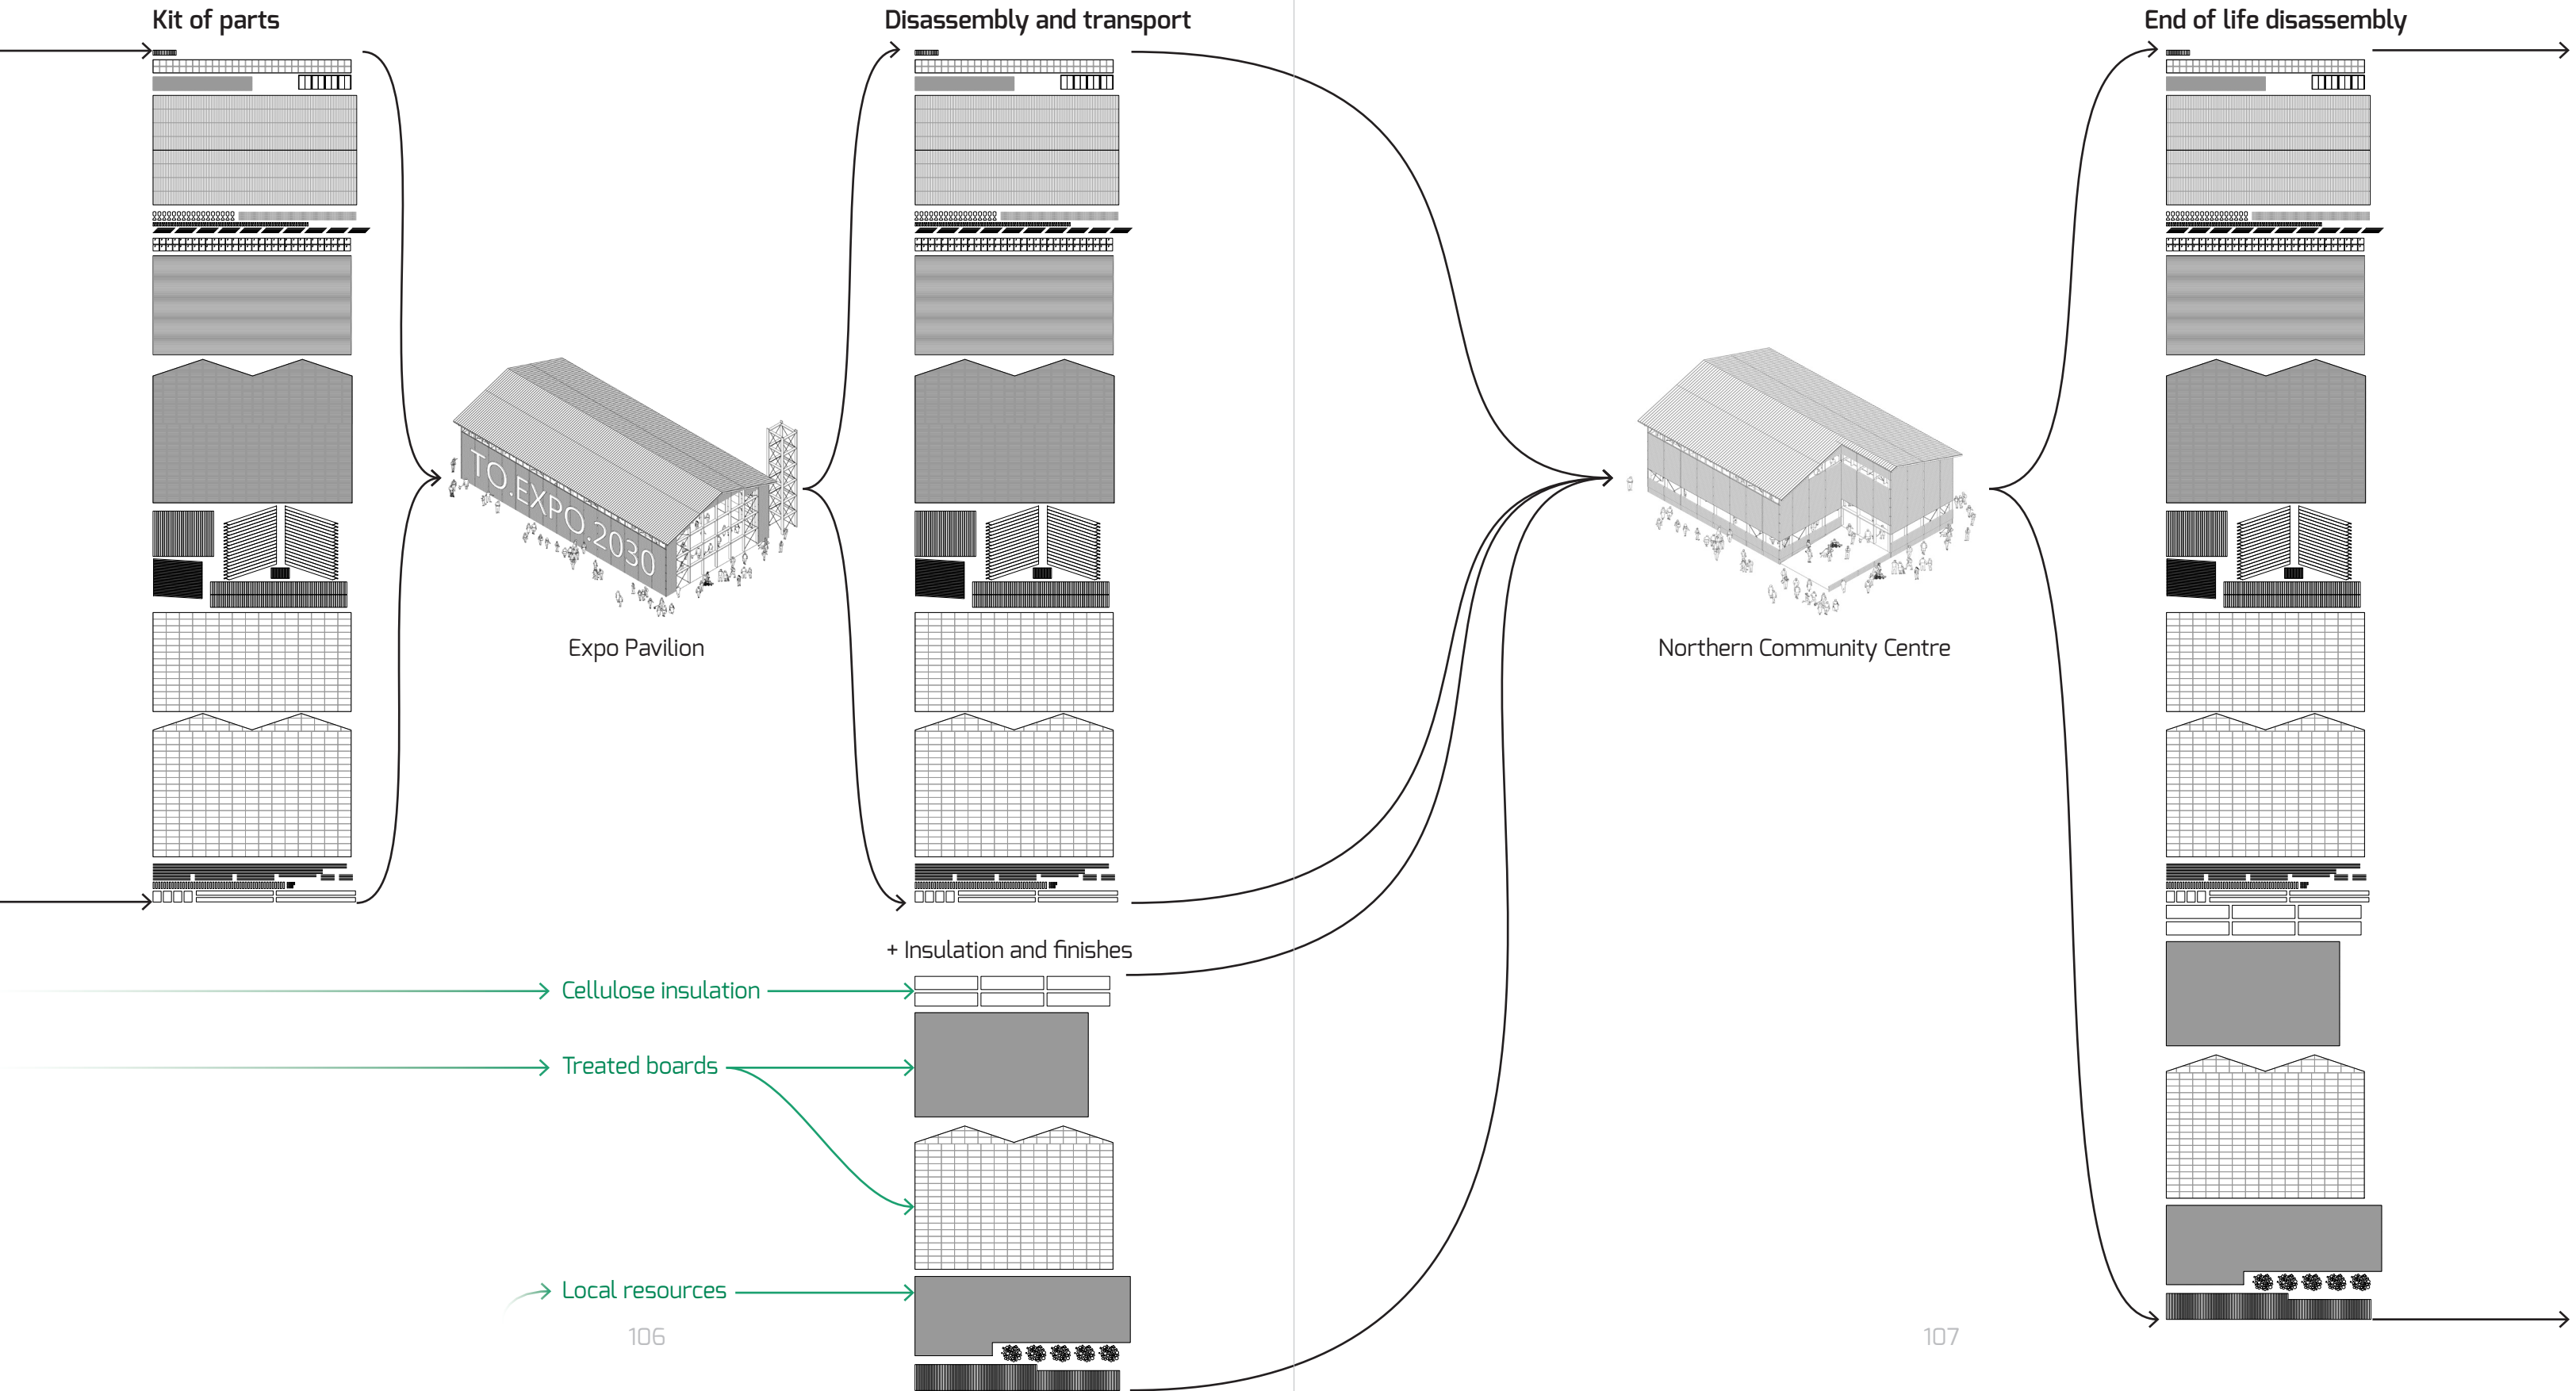 Kit of parts
Disassembly and transport
End of life disassembly
TO.EXPO.2030
Expo Pavilion
Northern Community Centre
+ Insulation and finishes
Cellulose insulation
Treated boards
Local resources
106
107